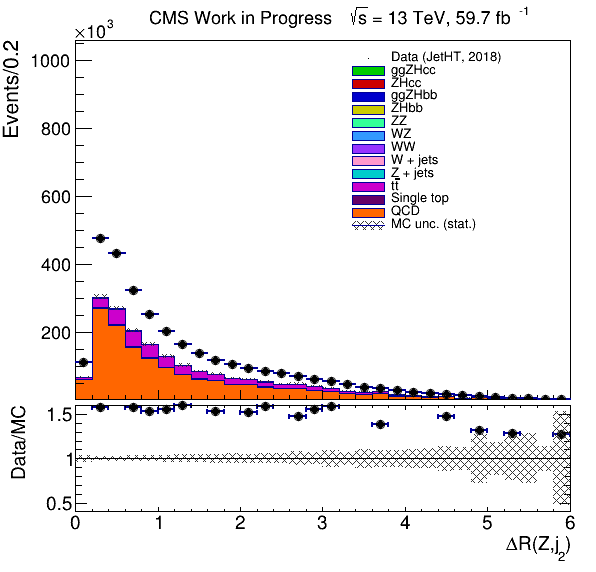 CMS Work in Progress √s = 13 TeV, 59.7 fb⁻¹
×10³
Events/0.2
1000
800
600
400
200
Data (JetHT, 2018)
ggZHcc
ZHcc
ggZHbb
ZHbb
ZZ
WZ
WW
W + jets
Z + jets
tt̄
Single top
QCD
MC unc. (stat.)
Data/MC
1.5
1
0.5
0 1 2 3 4 5 6
ΔR(Z,j₂)